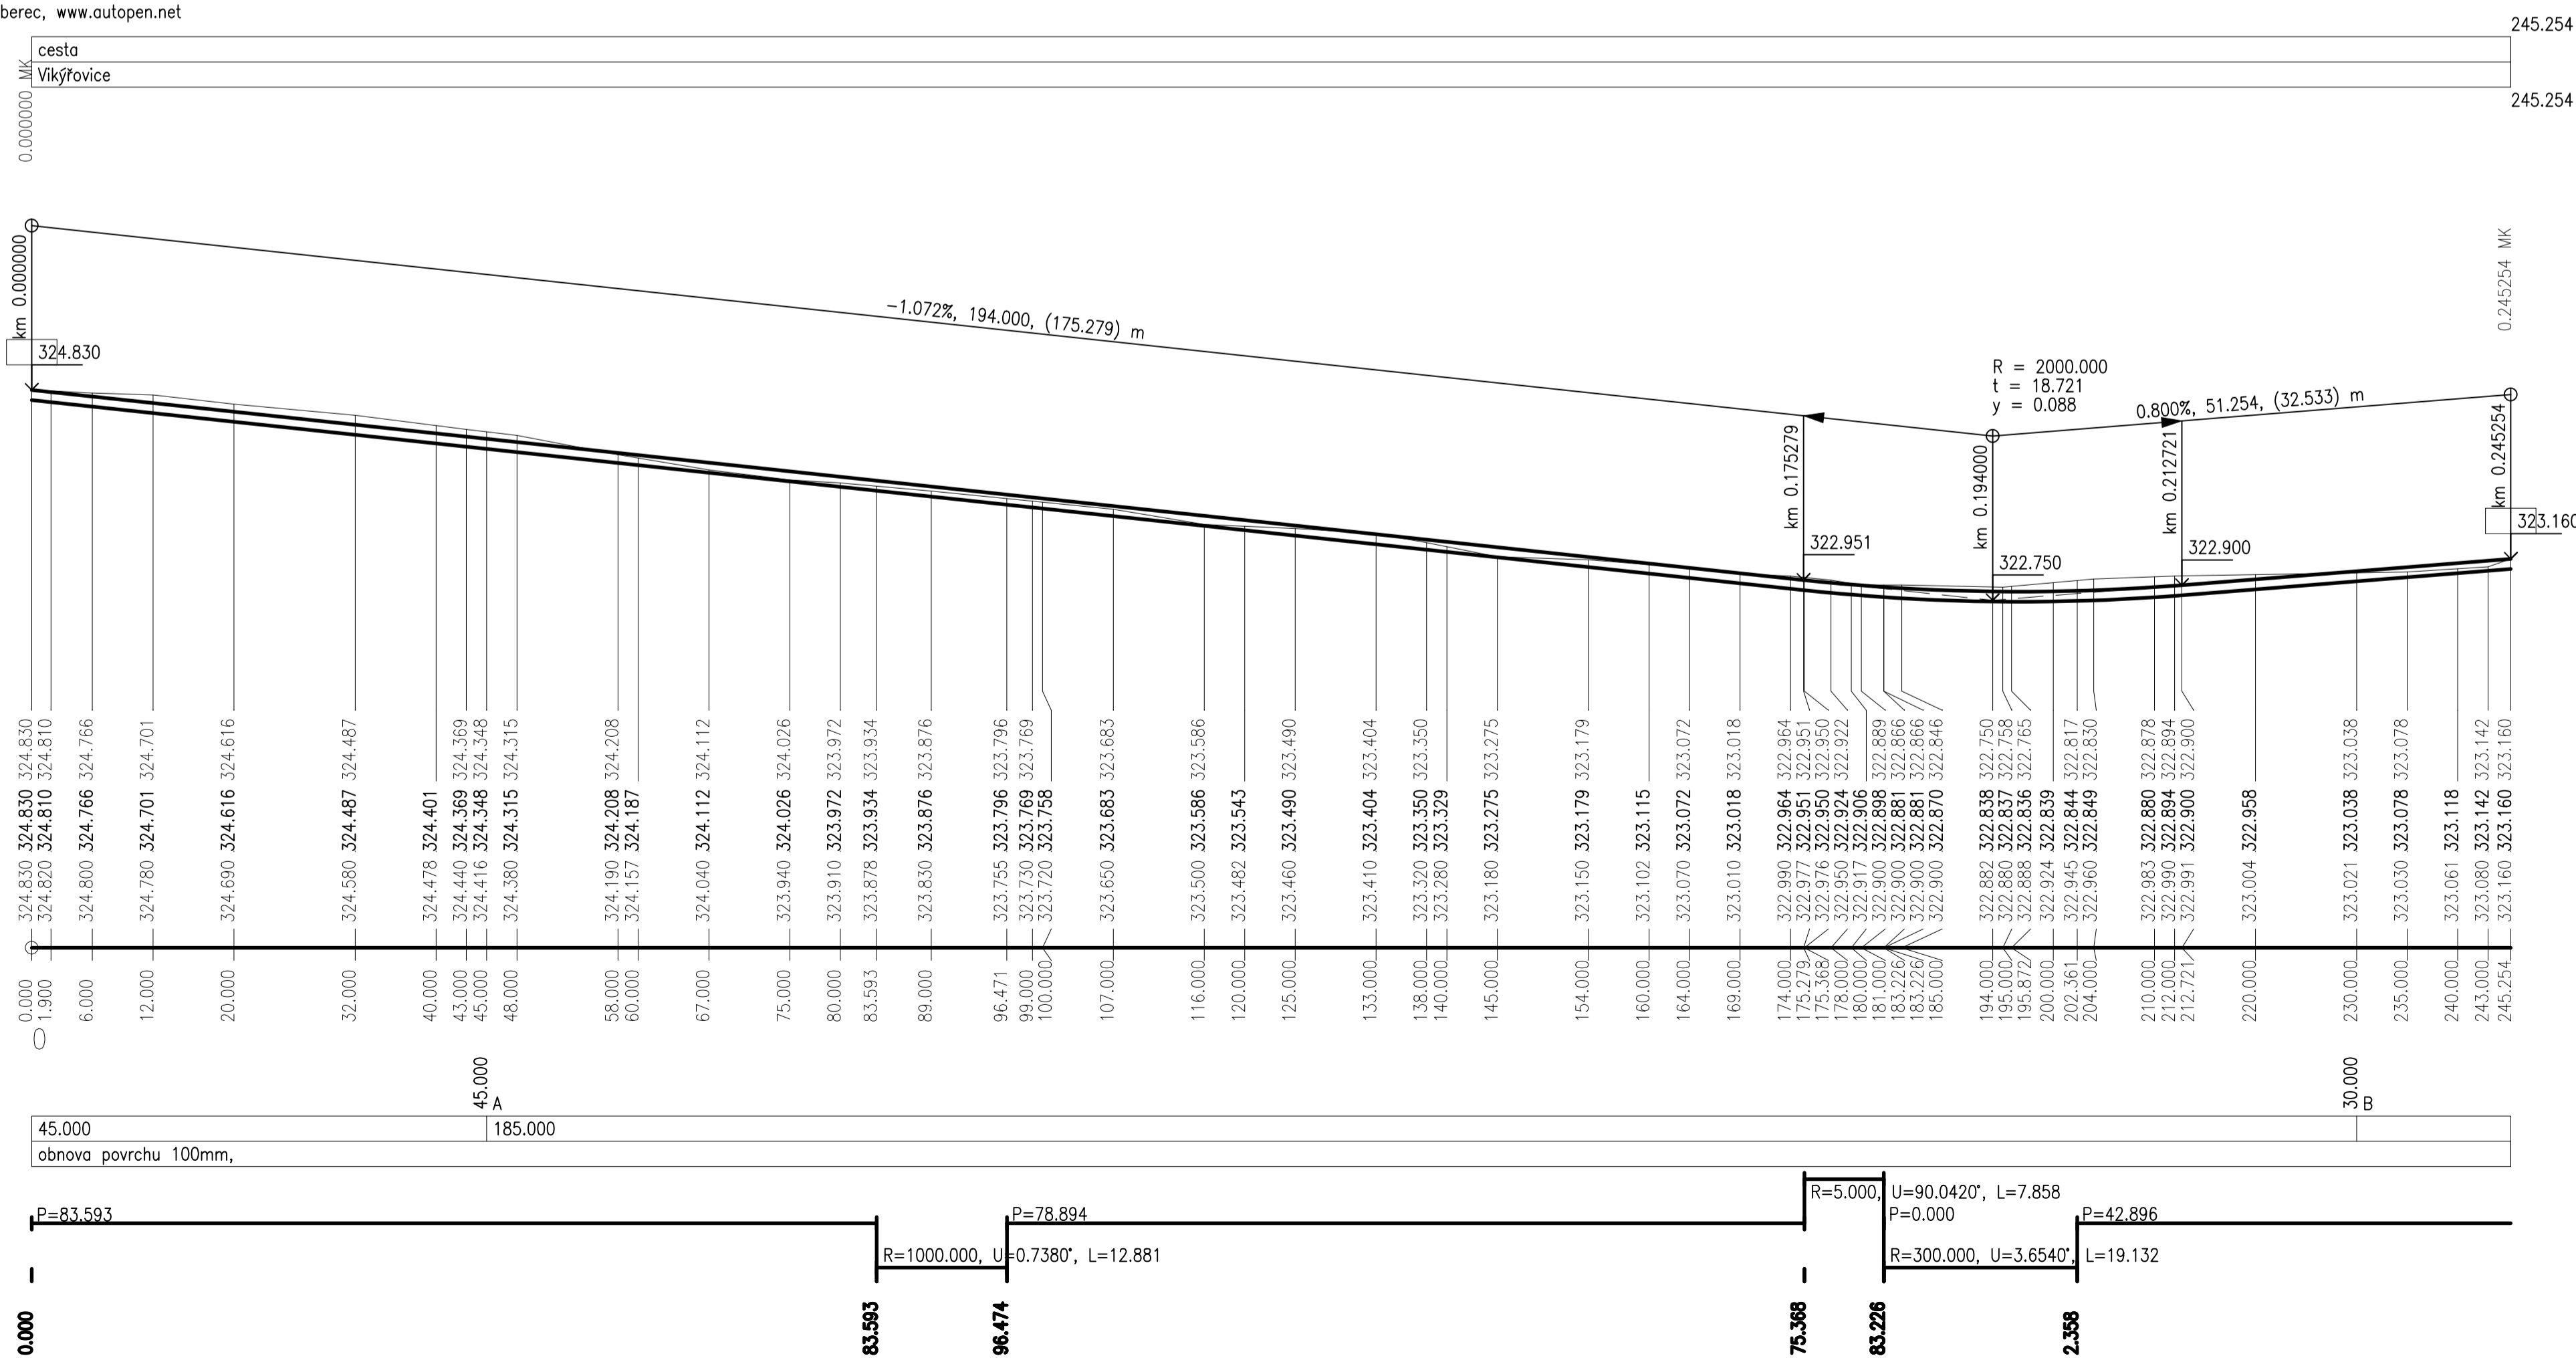 berec, www.autopen.net
245.254
cesta
Vikýřovice
245.254
0.000000 MK
0.245254 MK
km 0.000000
324.830
-1.072%, 194.000, (175.279) m
R = 2000.000
t = 18.721
y = 0.088
0.800%, 51.254, (32.533) m
km 0.175279
322.951
km 0.194000
322.750
km 0.212721
322.900
km 0.245254
323.160
324.830 324.810 324.766 324.701 324.616 324.487 324.369 324.348 324.315 324.208 324.112 324.026 323.972 323.934 323.876 323.796 323.769 323.683 323.586 323.490 323.404 323.350 323.275 323.179 323.072 323.018 322.964 322.951 322.950 322.922 322.889 322.866 322.866 322.846 322.750 322.758 322.765 322.817 322.830 322.878 322.894 322.900 323.038 323.078 323.142 323.160
324.830 324.810 324.766 324.701 324.616 324.487 324.401 324.369 324.348 324.315 324.208 324.187 324.112 324.026 323.972 323.934 323.876 323.796 323.769 323.758 323.683 323.586 323.543 323.490 323.404 323.350 323.329 323.275 323.179 323.115 323.072 323.018 322.964 322.951 322.950 322.924 322.906 322.898 322.881 322.881 322.870 322.838 322.837 322.836 322.839 322.844 322.849 322.880 322.894 322.900 322.958 323.038 323.078 323.118 323.142 323.160
324.830 324.820 324.800 324.780 324.690 324.580 324.478 324.440 324.416 324.380 324.190 324.157 324.040 323.940 323.910 323.878 323.830 323.755 323.730 323.720 323.650 323.500 323.482 323.460 323.410 323.320 323.280 323.180 323.150 323.102 323.070 323.010 322.990 322.977 322.976 322.950 322.917 322.900 322.900 322.900 322.900 322.882 322.880 322.888 322.924 322.945 322.960 322.983 322.990 322.991 323.004 323.021 323.030 323.061 323.080 323.160
0.000 1.900 6.000 12.000 20.000 32.000 40.000 43.000 45.000 48.000 58.000 60.000 67.000 75.000 80.000 83.593 89.000 96.471 99.000 100.000 107.000 116.000 120.000 125.000 133.000 138.000 140.000 145.000 154.000 160.000 164.000 169.000 174.000 175.279 175.368 178.000 180.000 181.000 183.226 183.226 185.000 194.000 195.000 195.872 200.000 202.361 204.000 210.000 212.000 212.721 220.000 230.000 235.000 240.000 243.000 245.254
0
45.000 A
30.000 B
45.000 185.000
obnova povrchu 100mm,
R=5.000, U=90.0420°, L=7.858
P=83.593 P=78.894 P=0.000 P=42.896
R=1000.000, U=0.7380°, L=12.881 R=300.000, U=3.6540°, L=19.132
0.000 83.593 96.474 75.368 83.226 2.358